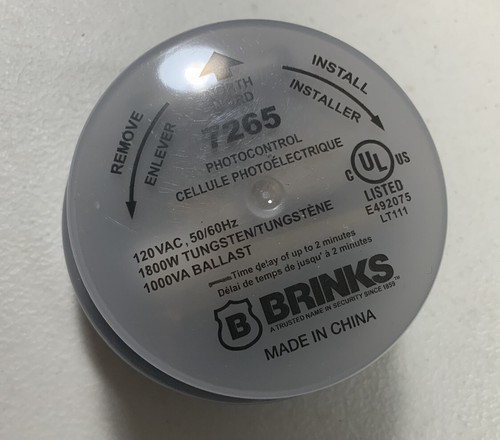 REMOVE
ENLEVER
INSTALL
INSTALLER
7265
PHOTOCONTROL
CELLULE PHOTOÉLECTRIQUE
C UL US
LISTED
E492075
LT111
120VAC, 50/60Hz
1800W TUNGSTEN/TUNGSTÈNE
1000VA BALLAST
Time delay of up to 2 minutes
Délai de temps de jusqu' à 2 minutes
B BRINKS™
A TRUSTED NAME IN SECURITY SINCE 1859
MADE IN CHINA